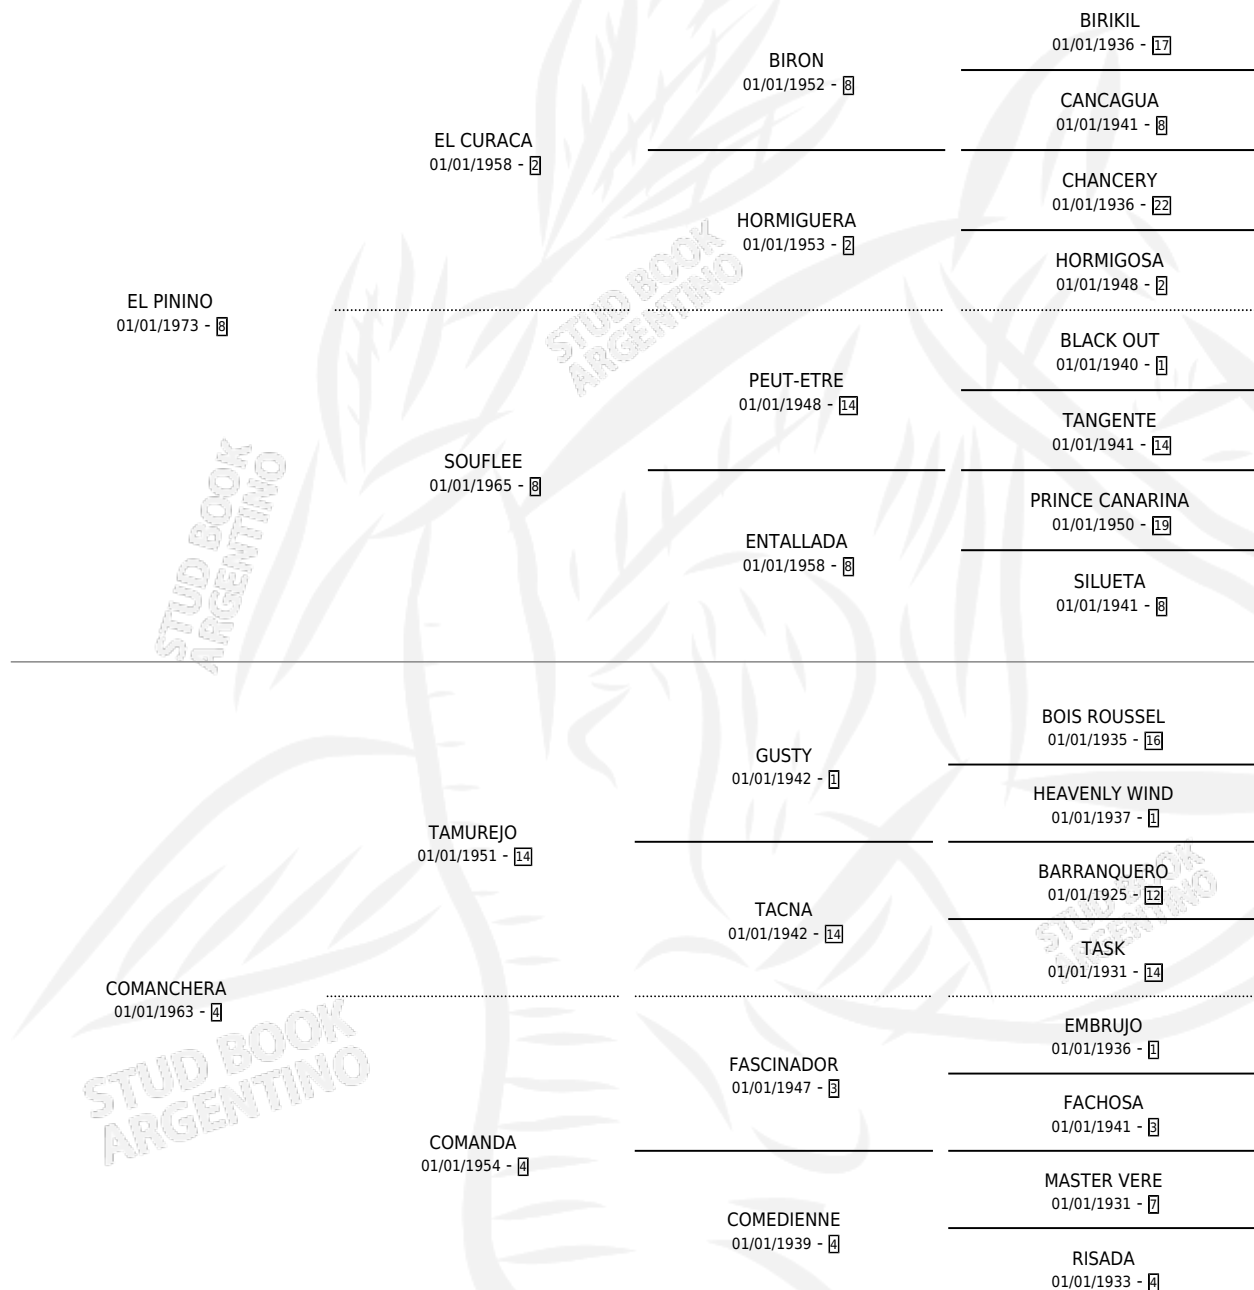 BIRIKIL
01/01/1936 - 17
BIRON
01/01/1952 - 8
CANCAGUA
01/01/1941 - 8
EL CURACA
01/01/1958 - 2
CHANCERY
01/01/1936 - 22
HORMIGUERA
01/01/1953 - 2
HORMIGOSA
01/01/1948 - 2
EL PININO
01/01/1973 - 8
BLACK OUT
01/01/1940 - 1
PEUT-ETRE
01/01/1948 - 14
TANGENTE
01/01/1941 - 14
SOUFLEE
01/01/1965 - 8
PRINCE CANARINA
01/01/1950 - 19
ENTALLADA
01/01/1958 - 8
SILUETA
01/01/1941 - 8
STUD BOOK
ARGENTINO
STUD BOOK
ARGENTINO
BOIS ROUSSEL
01/01/1935 - 16
GUSTY
01/01/1942 - 1
HEAVENLY WIND
01/01/1937 - 1
TAMUREJO
01/01/1951 - 14
BARRANQUERO
01/01/1925 - 12
TACNA
01/01/1942 - 14
TASK
01/01/1931 - 14
STUD BOOK
ARGENTINO
COMANCHERA
01/01/1963 - 4
EMBRUJO
01/01/1936 - 1
FASCINADOR
01/01/1947 - 3
FACHOSA
01/01/1941 - 3
COMANDA
01/01/1954 - 4
MASTER VERE
01/01/1931 - 7
COMEDIENNE
01/01/1939 - 4
RISADA
01/01/1933 - 4
STUD BOOK
ARGENTINO